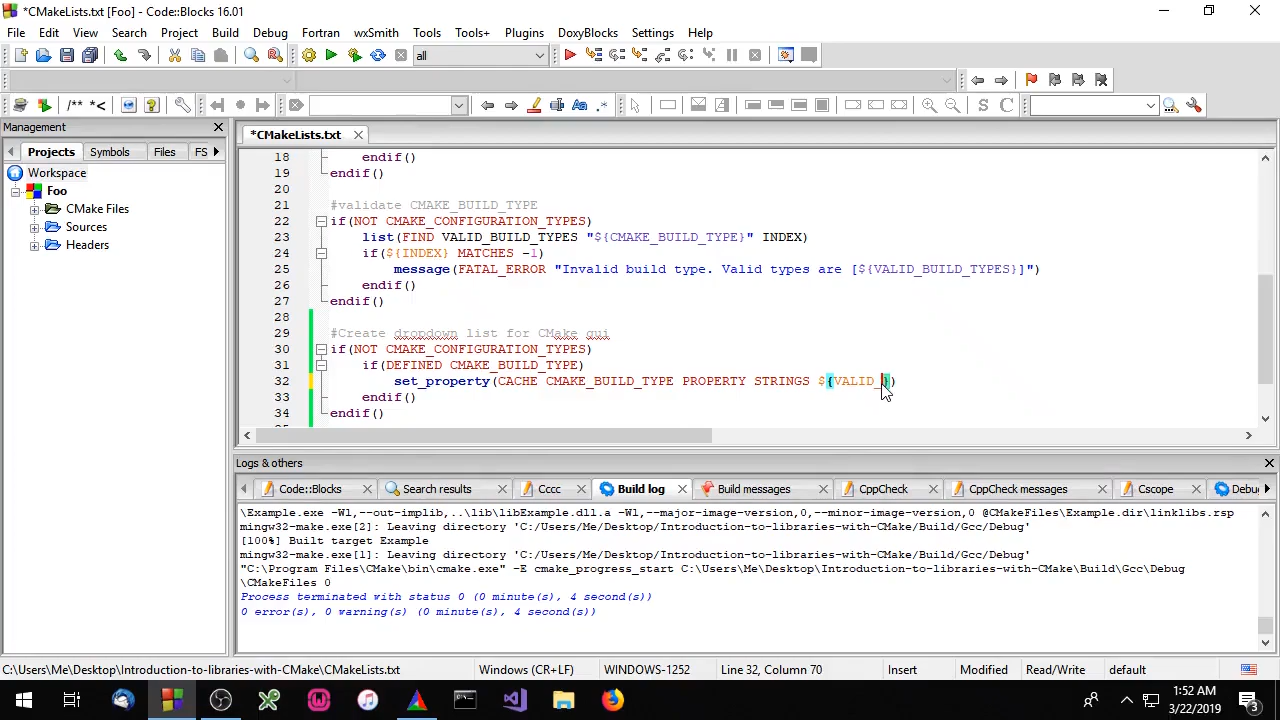 *CMakeLists.txt [Foo] - Code::Blocks 16.01
File Edit View Search Project Build Debug Fortran wxSmith Tools Tools+ Plugins DoxyBlocks Settings Help
all
/** *<
Aa .*
S C
Management
*CMakeLists.txt
Projects Symbols Files FS
Workspace
Foo
CMake Files
Sources
Headers
18 endif()
19 endif()
20
21 #validate CMAKE_BUILD_TYPE
22 if(NOT CMAKE_CONFIGURATION_TYPES)
23 list(FIND VALID_BUILD_TYPES "${CMAKE_BUILD_TYPE}" INDEX)
24 if(${INDEX} MATCHES -1)
25 message(FATAL_ERROR "Invalid build type. Valid types are [${VALID_BUILD_TYPES}]")
26 endif()
27 endif()
28
29 #Create dropdown list for CMake gui
30 if(NOT CMAKE_CONFIGURATION_TYPES)
31 if(DEFINED CMAKE_BUILD_TYPE)
32 set_property(CACHE CMAKE_BUILD_TYPE PROPERTY STRINGS ${VALID_})
33 endif()
34 endif()
Logs & others
Code::Blocks Search results Cccc Build log Build messages CppCheck CppCheck messages Cscope Debu
\Example.exe -Wl,--out-implib,..\lib\libExample.dll.a -Wl,--major-image-version,0,--minor-image-version,0 @CMakeFiles\Example.dir\linklibs.rsp
mingw32-make.exe[2]: Leaving directory 'C:/Users/Me/Desktop/Introduction-to-libraries-with-CMake/Build/Gcc/Debug'
[100%] Built target Example
mingw32-make.exe[1]: Leaving directory 'C:/Users/Me/Desktop/Introduction-to-libraries-with-CMake/Build/Gcc/Debug'
"C:\Program Files\CMake\bin\cmake.exe" -E cmake_progress_start C:\Users\Me\Desktop\Introduction-to-libraries-with-CMake\Build\Gcc\Debug
\CMakeFiles 0
Process terminated with status 0 (0 minute(s), 4 second(s))
0 error(s), 0 warning(s) (0 minute(s), 4 second(s))
C:\Users\Me\Desktop\Introduction-to-libraries-with-CMake\CMakeLists.txt Windows (CR+LF) WINDOWS-1252 Line 32, Column 70 Insert Modified Read/Write default
1:52 AM
3/22/2019
3